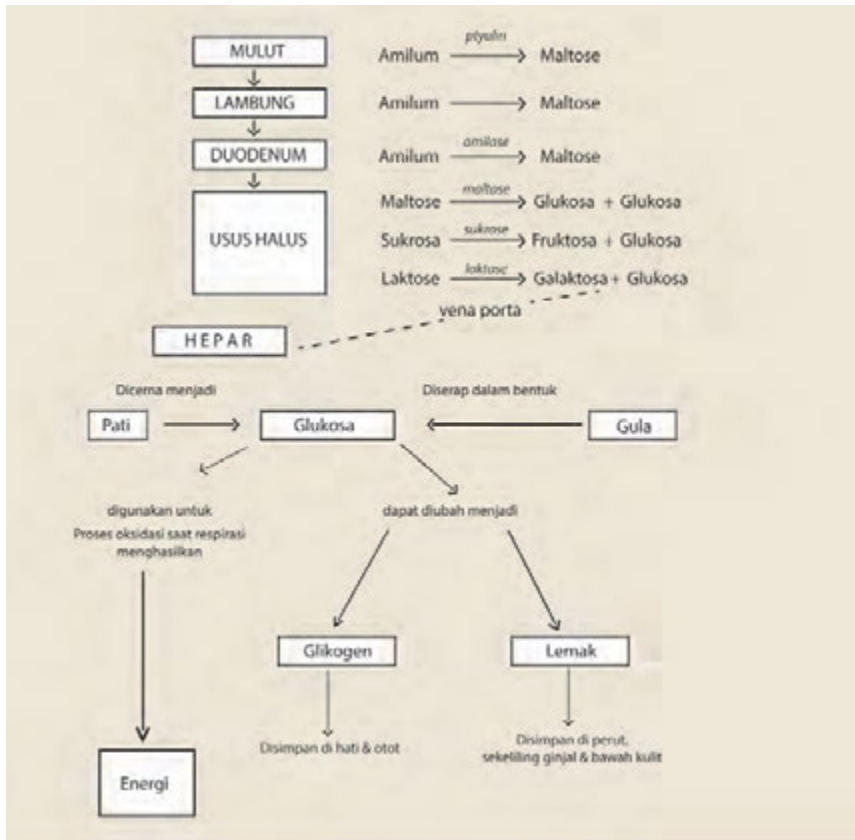 MULUT
Amilum ptyalin Maltose
LAMBUNG
Amilum Maltose
DUODENUM
Amilum amilase Maltose
USUS HALUS
Maltose maltose Glukosa + Glukosa
Sukrosa sukrose Fruktosa + Glukosa
Laktose laktose Galaktosa + Glukosa
vena porta
HEPAR
Dicerna menjadi
Diserap dalam bentuk
Pati
Glukosa
Gula
digunakan untuk
Proses oksidasi saat respirasi
menghasilkan
dapat diubah menjadi
Glikogen
Lemak
Disimpan di hati & otot
Disimpan di perut,
sekeliling ginjal & bawah kulit
Energi